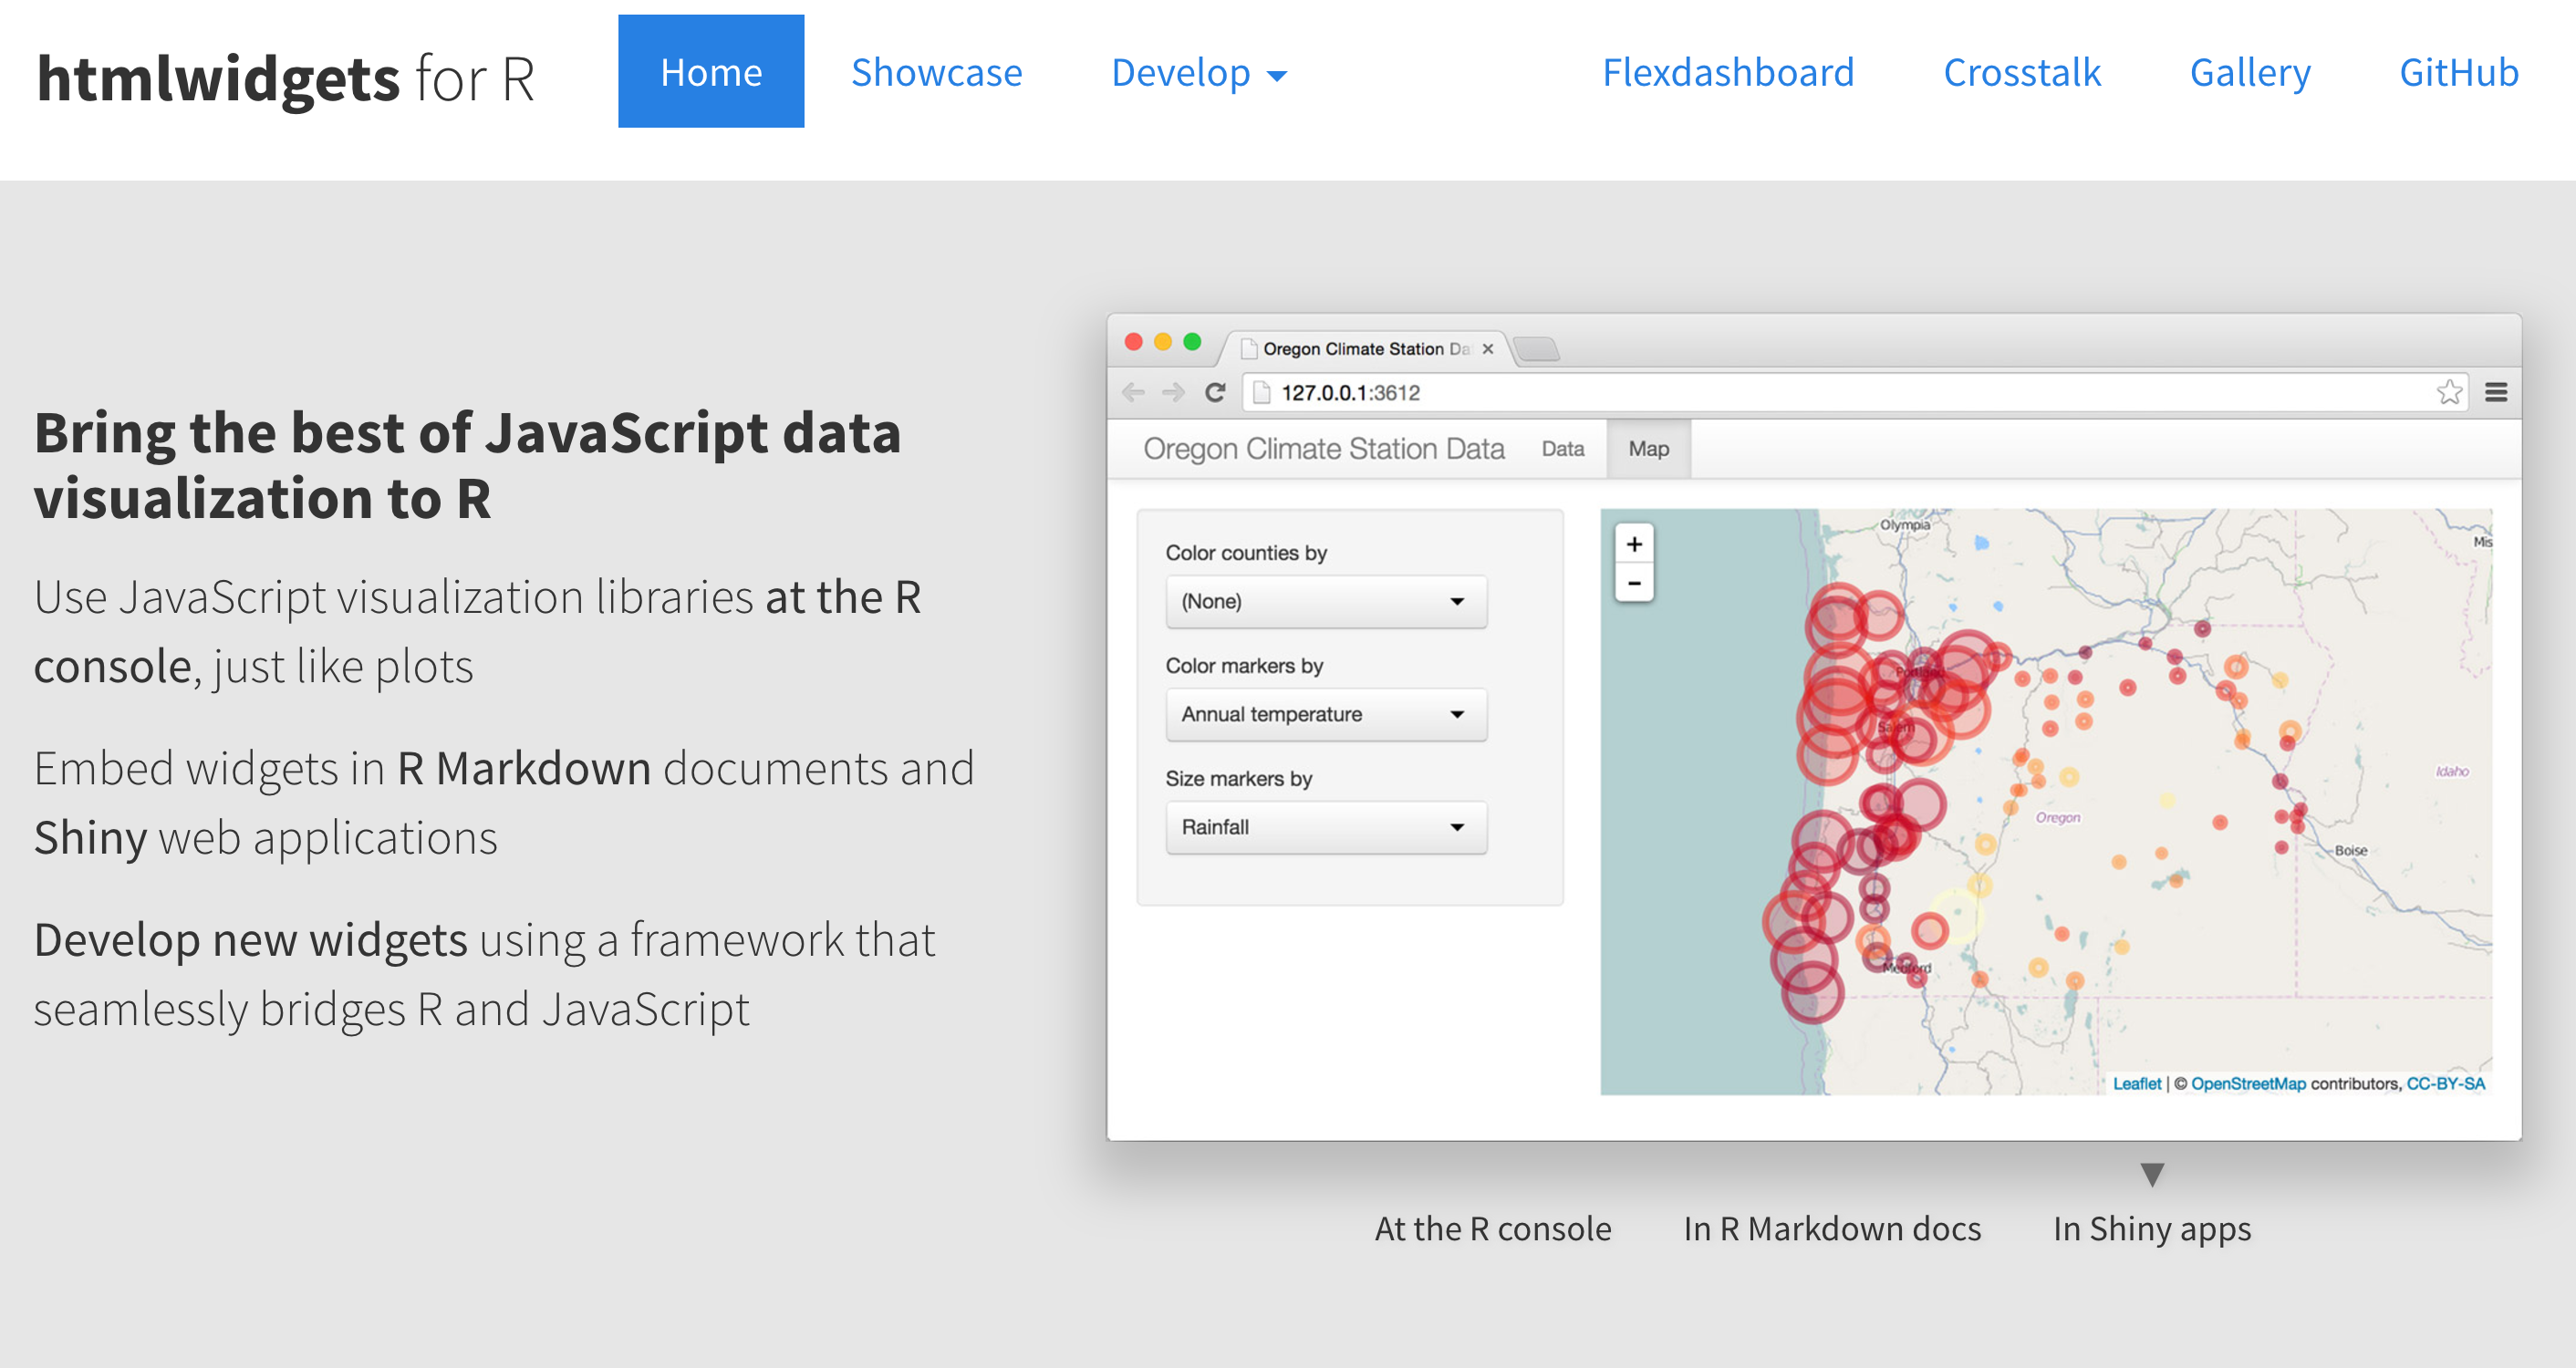 htmlwidgets for R
Home
Showcase
Develop
Flexdashboard
Crosstalk
Gallery
GitHub
Bring the best of JavaScript data
visualization to R
Use JavaScript visualization libraries at the R
console, just like plots
Embed widgets in R Markdown documents and
Shiny web applications
Develop new widgets using a framework that
seamlessly bridges R and JavaScript
Oregon Climate Station Da
127.0.0.1:3612
Oregon Climate Station Data
Data
Map
Color counties by
(None)
Color markers by
Annual temperature
Size markers by
Rainfall
+
-
Olympia
Mis
Portland
Salem
Idaho
Oregon
Boise
Medford
Leaflet | © OpenStreetMap contributors, CC-BY-SA
At the R console
In R Markdown docs
In Shiny apps